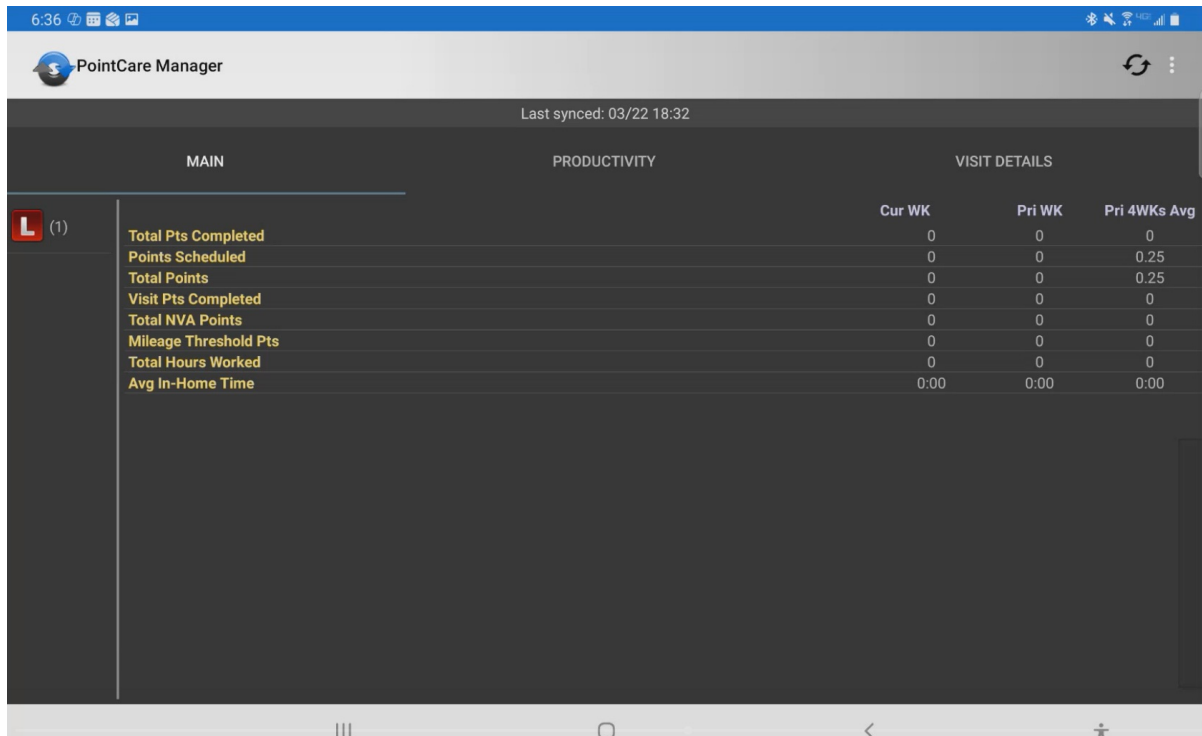 6:36
4G
PointCare Manager
Last synced: 03/22 18:32
MAIN PRODUCTIVITY VISIT DETAILS
L (1)
Cur WK Pri WK Pri 4WKs Avg
Total Pts Completed 0 0 0
Points Scheduled 0 0 0.25
Total Points 0 0 0.25
Visit Pts Completed 0 0 0
Total NVA Points 0 0 0
Mileage Threshold Pts 0 0 0
Total Hours Worked 0 0 0
Avg In-Home Time 0:00 0:00 0:00